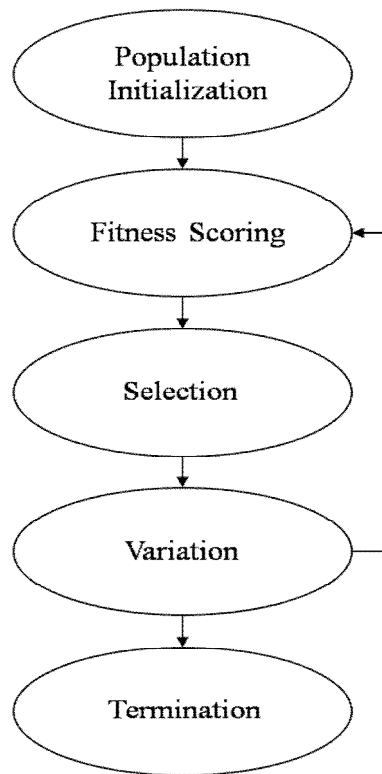 Population
Initialization
Fitness Scoring
Selection
Variation
Termination